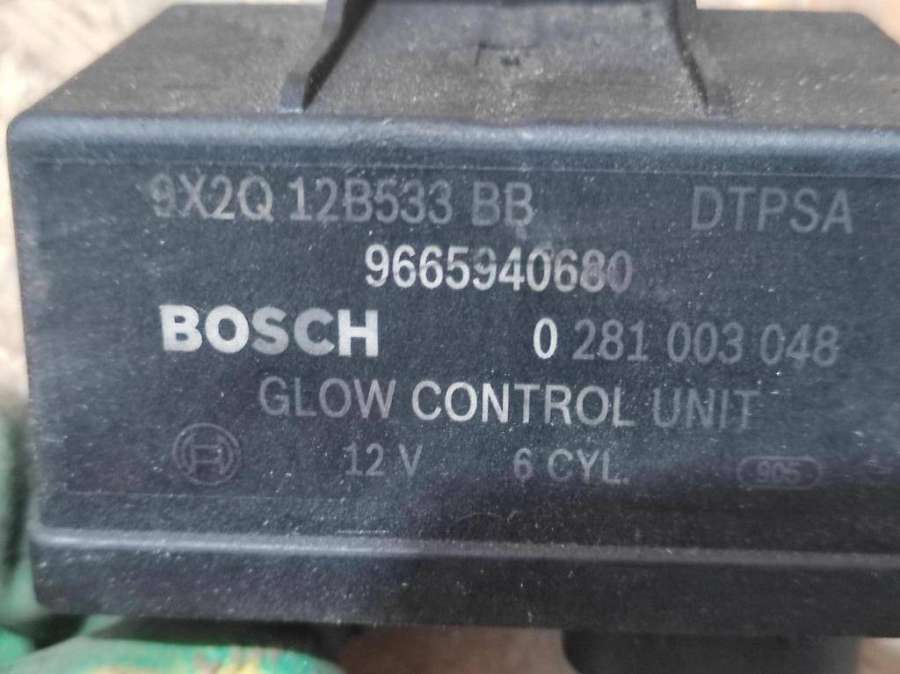 9X2Q 12B533 BB DTPSA
9665940680
BOSCH 0 281 003 048
GLOW CONTROL UNIT
12 V 6 CYL. 905